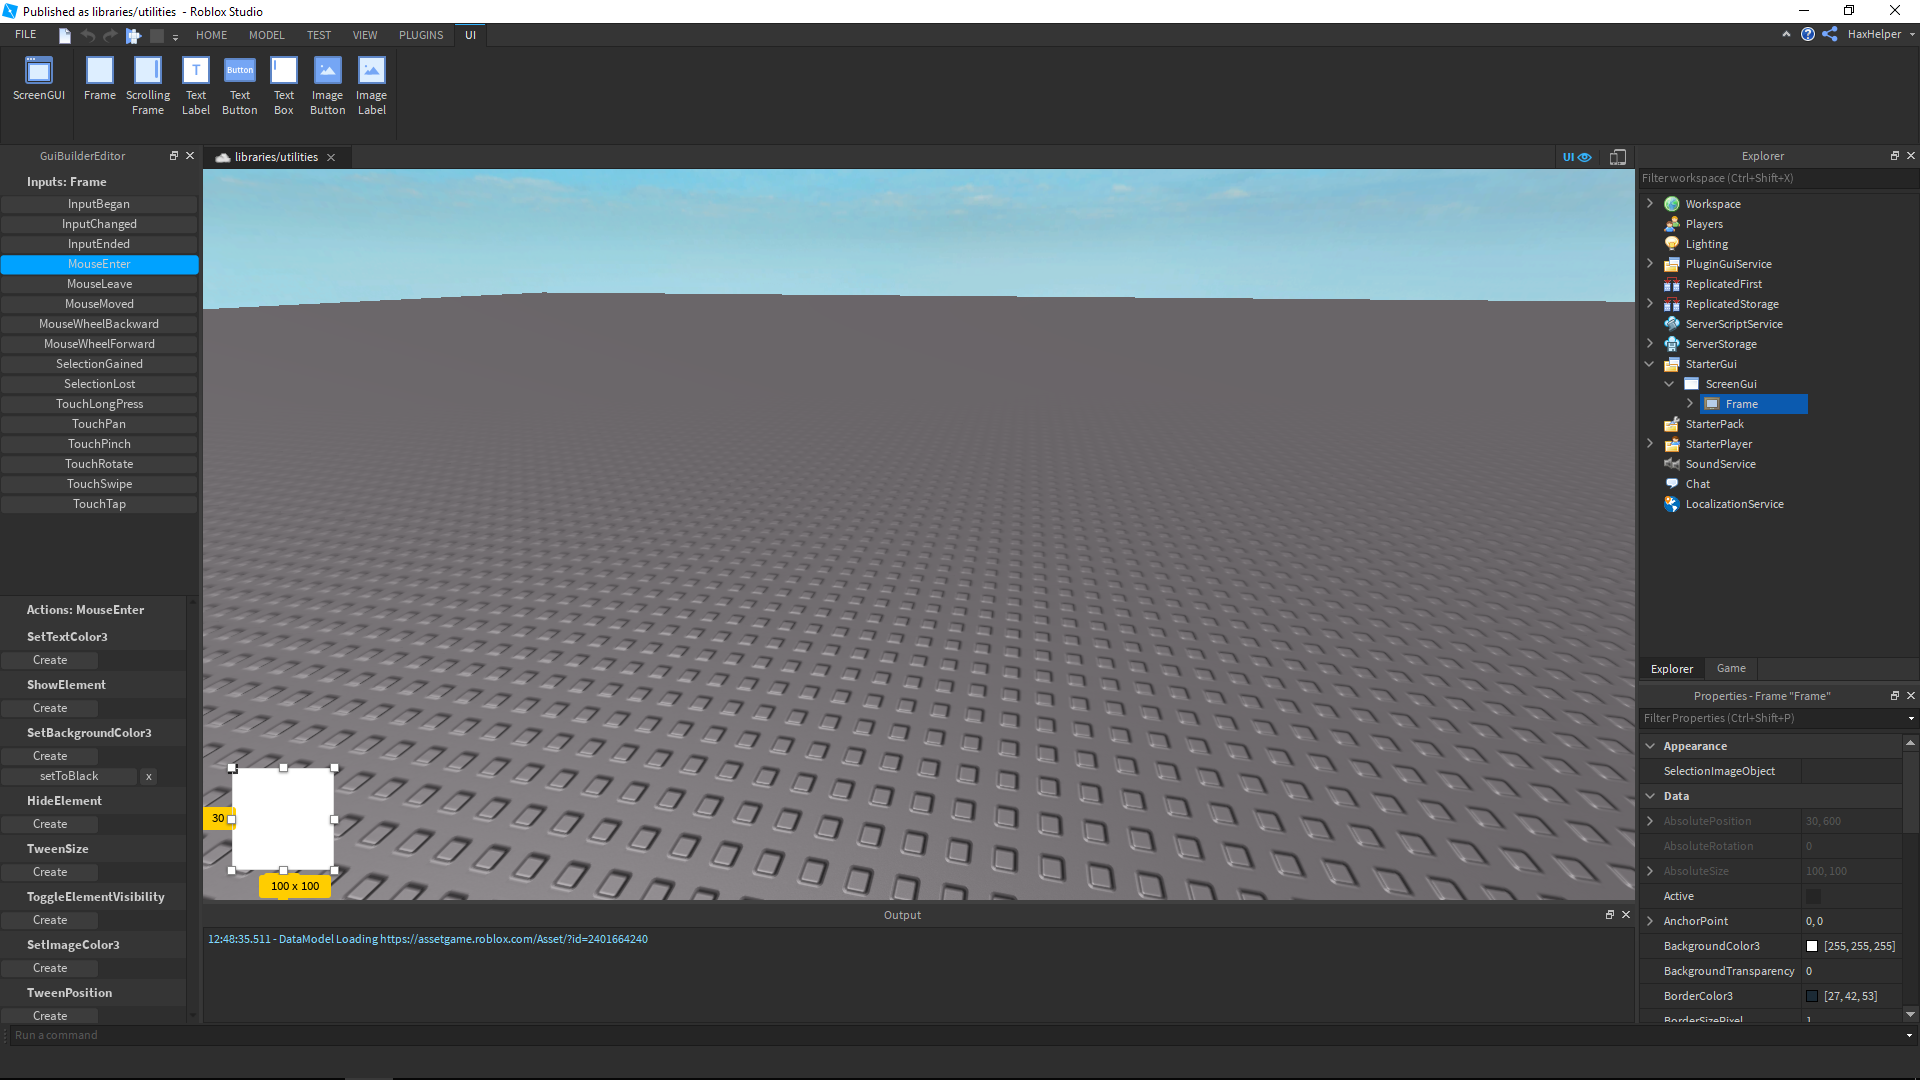 Published as libraries/utilities - Roblox Studio
FILE HOME MODEL TEST VIEW PLUGINS UI HaxHelper
ScreenGUI
Frame
Scrolling
Frame
T
Text
Label
Button
Text
Button
Text
Box
Image
Button
Image
Label
GuiBuilderEditor
Inputs: Frame
InputBegan
InputChanged
InputEnded
MouseEnter
MouseLeave
MouseMoved
MouseWheelBackward
MouseWheelForward
SelectionGained
SelectionLost
TouchLongPress
TouchPan
TouchPinch
TouchRotate
TouchSwipe
TouchTap
Actions: MouseEnter
SetTextColor3
Create
ShowElement
Create
SetBackgroundColor3
Create
setToBlack x
HideElement
Create
TweenSize
Create
ToggleElementVisibility
Create
SetImageColor3
Create
TweenPosition
Create
libraries/utilities
UI
30
100 x 100
Output
12:48:35.511 - DataModel Loading https://assetgame.roblox.com/Asset/?id=2401664240
Run a command
Explorer
Filter workspace (Ctrl+Shift+X)
Workspace
Players
Lighting
PluginGuiService
ReplicatedFirst
ReplicatedStorage
ServerScriptService
ServerStorage
StarterGui
ScreenGui
Frame
StarterPack
StarterPlayer
SoundService
Chat
LocalizationService
Explorer Game
Properties - Frame "Frame"
Filter Properties (Ctrl+Shift+P)
Appearance
SelectionImageObject
Data
AbsolutePosition 30, 600
AbsoluteRotation 0
AbsoluteSize 100, 100
Active
AnchorPoint 0, 0
BackgroundColor3 [255, 255, 255]
BackgroundTransparency 0
BorderColor3 [27, 42, 53]
BorderSizePixel 1